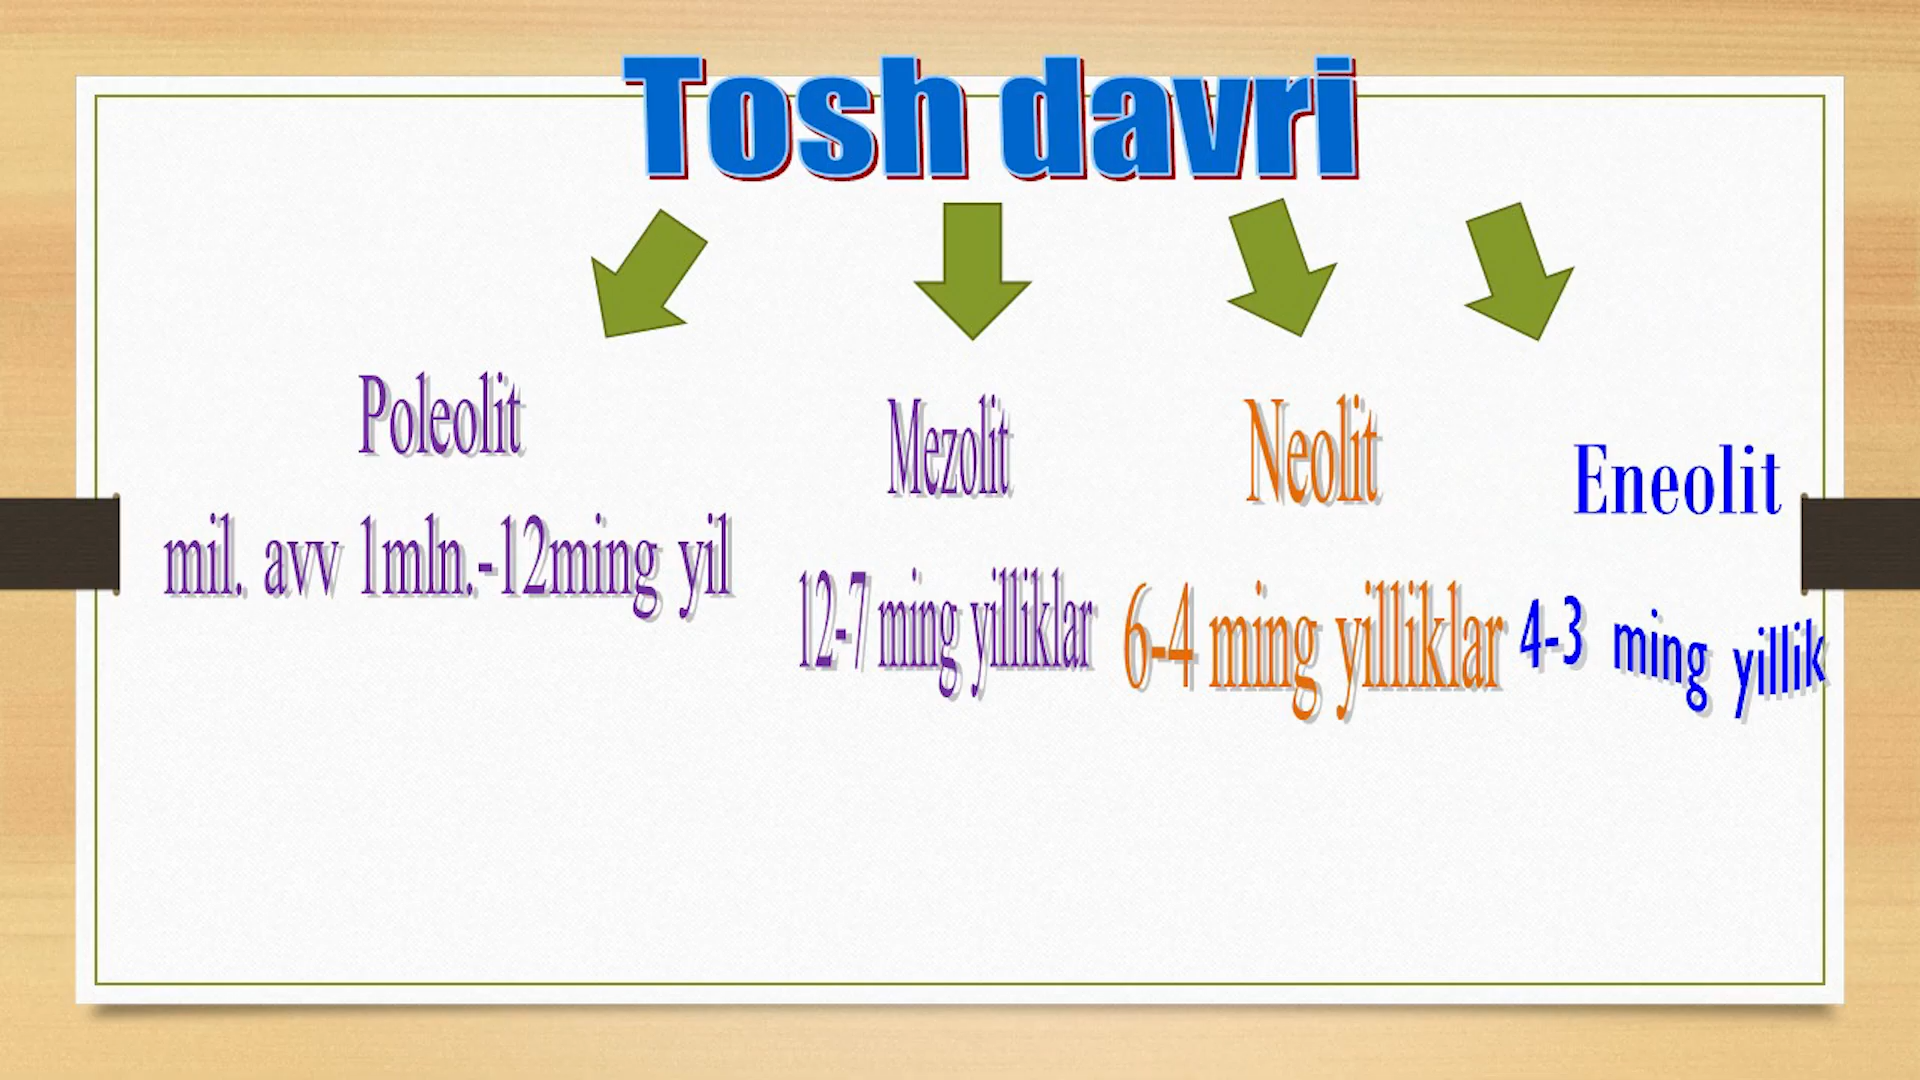 Tosh davri
Poleolit
mil. avv 1mln.-12ming yil
Mezolit
12-7 ming yilliklar
Neolit
6-4 ming yilliklar
Eneolit
4-3 ming yillik